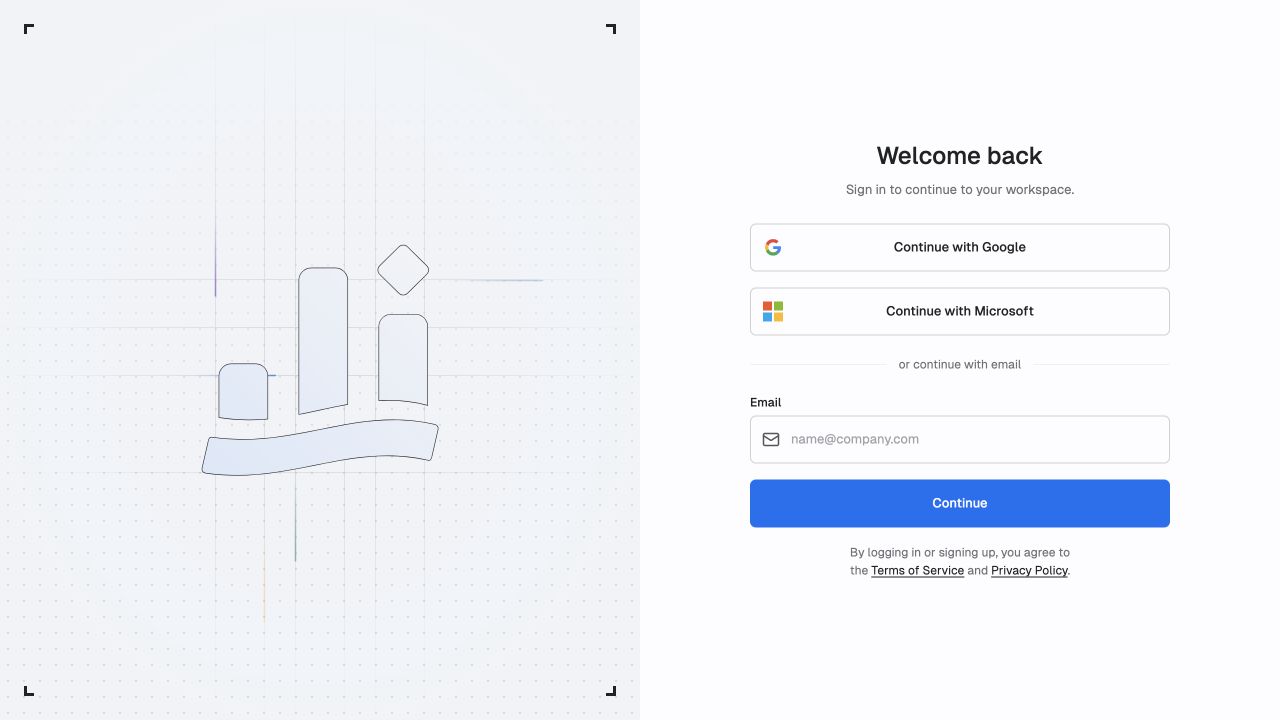 Welcome back
Sign in to continue to your workspace.
Continue with Google
Continue with Microsoft
or continue with email
Email
name@company.com
Continue
By logging in or signing up, you agree to
the Terms of Service and Privacy Policy.